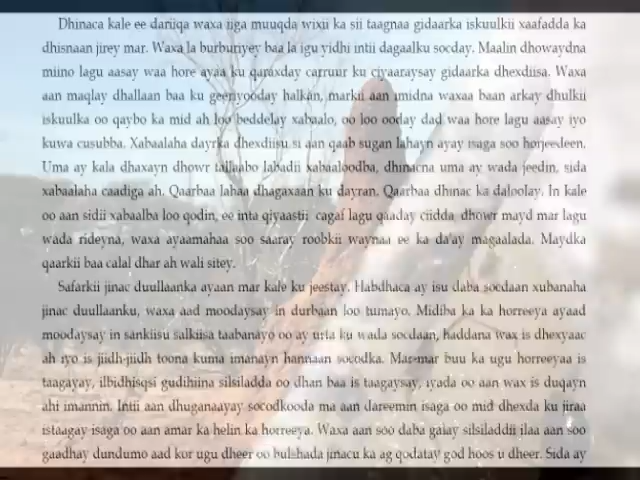 Dhinaca kale ee dariiqa waxa iiga muuqda wixii ka sii taagnaa gidaarka iskuulkii xaafadda ka
dhisnaan jirey mar. Waxa la burburiyey baa la igu yidhi intii dagaalku socday. Maalin dhowaydna
miino lagu aasay waa hore ayaa ku qaraxday carruur ku ciyaaraysay gidaarka dhexdiisa. Waxa
aan maqlay dhallaan baa ku geeriyooday halkan, markii aan imidna waxaa baan arkay dhulkii
iskuulka oo qaybo ka mid ah loo beddelay xabaalo, oo loo ooday dad waa hore lagu aasay iyo
kuwa cusubba. Xabaalaha dayrka dhexdiisu si aan qaab sugan lahayn ayay isaga soo horjeedeen.
Uma ay kala dhaxayn dhowr tallaabo labadii xabaaloodba, dhinacna uma ay wada jeedin, sida
xabaalaha caadiga ah. Qaarbaa lahaa dhagaxaan ku dayran. Qaarbaa dhinac ka daloolay. In kale
oo aan sidii xabaalba loo qodin, ee inta qiyaastii cagaf lagu qaaday ciidda, dhowr mayd mar lagu
wada rideyna, waxa ayaamahaa soo saaray roobkii waynaa ee ka da'ay magaalada. Maydka
qaarkii baa calal dhar ah wali sitey.
Safarkii jinac duullaanka ayaan mar kale ku jeestay. Habdhaca ay isu daba socdaan xubanaha
jinac duullaanku, waxa aad moodaysay in durbaan loo tumayo. Midiba ka ka horreeya ayaad
moodaysay in sankiisu salkiisa taabanayo oo ay urta ku wada socdaan, haddana wax is dhexyaac
ah iyo is jiidh-jiidh toona kuma imanayn hannaan socodka. Mar-mar buu ka ugu horreeyaa is
taagayay, ilbidhisqsi gudihiina silsiladda oo dhan baa is taagaysay, iyada oo aan wax is duqayn
ahi imannin. Intii aan dhuganaayay socodkooda ma aan dareemin isaga oo mid dhexda ku jiraa
istaagay isaga oo aan amar ka helin ka horreeya. Waxa aan soo daba galay silsiladdii ilaa aan soo
gaadhay dundumo aad kor ugu dheer oo bulshada jinacu ka ag qodatay god hoos u dheer. Sida ay